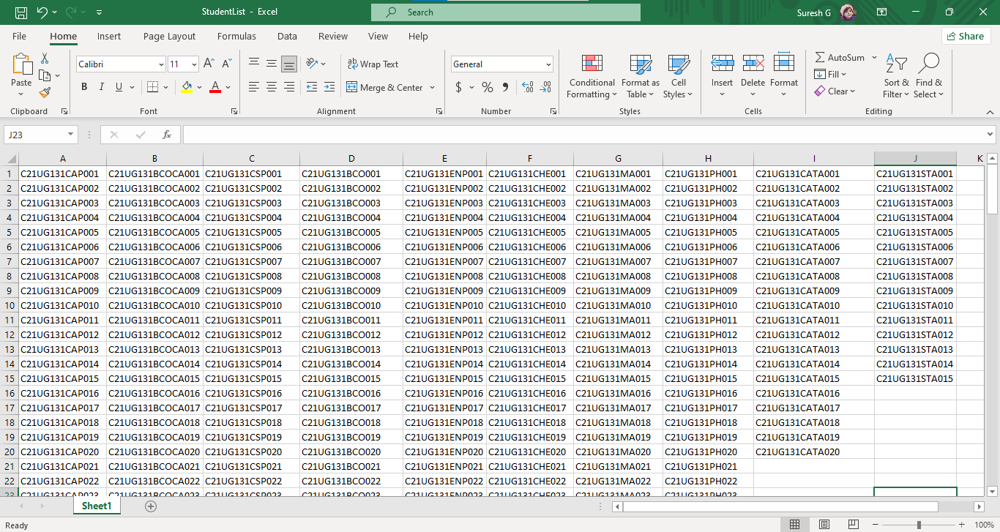 StudentList - Excel
Search
Suresh G
File Home Insert Page Layout Formulas Data Review View Help
Share
Paste
Calibri 11
B I U A
Wrap Text
Merge & Center
General
$ %
Conditional Formatting
Format as Table
Cell Styles
Insert Delete Format
AutoSum
Fill
Clear
Sort & Filter
Find & Select
Clipboard Font Alignment Number Styles Cells Editing
J23 fx
A B C D E F G H I J K
1 C21UG131CAP001 C21UG131BCOCA001 C21UG131CSP001 C21UG131BCO001 C21UG131ENP001 C21UG131CHE001 C21UG131MA001 C21UG131PH001 C21UG131CATA001 C21UG131STA001
2 C21UG131CAP002 C21UG131BCOCA002 C21UG131CSP002 C21UG131BCO002 C21UG131ENP002 C21UG131CHE002 C21UG131MA002 C21UG131PH002 C21UG131CATA002 C21UG131STA002
3 C21UG131CAP003 C21UG131BCOCA003 C21UG131CSP003 C21UG131BCO003 C21UG131ENP003 C21UG131CHE003 C21UG131MA003 C21UG131PH003 C21UG131CATA003 C21UG131STA003
4 C21UG131CAP004 C21UG131BCOCA004 C21UG131CSP004 C21UG131BCO004 C21UG131ENP004 C21UG131CHE004 C21UG131MA004 C21UG131PH004 C21UG131CATA004 C21UG131STA004
5 C21UG131CAP005 C21UG131BCOCA005 C21UG131CSP005 C21UG131BCO005 C21UG131ENP005 C21UG131CHE005 C21UG131MA005 C21UG131PH005 C21UG131CATA005 C21UG131STA005
6 C21UG131CAP006 C21UG131BCOCA006 C21UG131CSP006 C21UG131BCO006 C21UG131ENP006 C21UG131CHE006 C21UG131MA006 C21UG131PH006 C21UG131CATA006 C21UG131STA006
7 C21UG131CAP007 C21UG131BCOCA007 C21UG131CSP007 C21UG131BCO007 C21UG131ENP007 C21UG131CHE007 C21UG131MA007 C21UG131PH007 C21UG131CATA007 C21UG131STA007
8 C21UG131CAP008 C21UG131BCOCA008 C21UG131CSP008 C21UG131BCO008 C21UG131ENP008 C21UG131CHE008 C21UG131MA008 C21UG131PH008 C21UG131CATA008 C21UG131STA008
9 C21UG131CAP009 C21UG131BCOCA009 C21UG131CSP009 C21UG131BCO009 C21UG131ENP009 C21UG131CHE009 C21UG131MA009 C21UG131PH009 C21UG131CATA009 C21UG131STA009
10 C21UG131CAP010 C21UG131BCOCA010 C21UG131CSP010 C21UG131BCO010 C21UG131ENP010 C21UG131CHE010 C21UG131MA010 C21UG131PH010 C21UG131CATA010 C21UG131STA010
11 C21UG131CAP011 C21UG131BCOCA011 C21UG131CSP011 C21UG131BCO011 C21UG131ENP011 C21UG131CHE011 C21UG131MA011 C21UG131PH011 C21UG131CATA011 C21UG131STA011
12 C21UG131CAP012 C21UG131BCOCA012 C21UG131CSP012 C21UG131BCO012 C21UG131ENP012 C21UG131CHE012 C21UG131MA012 C21UG131PH012 C21UG131CATA012 C21UG131STA012
13 C21UG131CAP013 C21UG131BCOCA013 C21UG131CSP013 C21UG131BCO013 C21UG131ENP013 C21UG131CHE013 C21UG131MA013 C21UG131PH013 C21UG131CATA013 C21UG131STA013
14 C21UG131CAP014 C21UG131BCOCA014 C21UG131CSP014 C21UG131BCO014 C21UG131ENP014 C21UG131CHE014 C21UG131MA014 C21UG131PH014 C21UG131CATA014 C21UG131STA014
15 C21UG131CAP015 C21UG131BCOCA015 C21UG131CSP015 C21UG131BCO015 C21UG131ENP015 C21UG131CHE015 C21UG131MA015 C21UG131PH015 C21UG131CATA015 C21UG131STA015
16 C21UG131CAP016 C21UG131BCOCA016 C21UG131CSP016 C21UG131BCO016 C21UG131ENP016 C21UG131CHE016 C21UG131MA016 C21UG131PH016 C21UG131CATA016
17 C21UG131CAP017 C21UG131BCOCA017 C21UG131CSP017 C21UG131BCO017 C21UG131ENP017 C21UG131CHE017 C21UG131MA017 C21UG131PH017 C21UG131CATA017
18 C21UG131CAP018 C21UG131BCOCA018 C21UG131CSP018 C21UG131BCO018 C21UG131ENP018 C21UG131CHE018 C21UG131MA018 C21UG131PH018 C21UG131CATA018
19 C21UG131CAP019 C21UG131BCOCA019 C21UG131CSP019 C21UG131BCO019 C21UG131ENP019 C21UG131CHE019 C21UG131MA019 C21UG131PH019 C21UG131CATA019
20 C21UG131CAP020 C21UG131BCOCA020 C21UG131CSP020 C21UG131BCO020 C21UG131ENP020 C21UG131CHE020 C21UG131MA020 C21UG131PH020 C21UG131CATA020
21 C21UG131CAP021 C21UG131BCOCA021 C21UG131CSP021 C21UG131BCO021 C21UG131ENP021 C21UG131CHE021 C21UG131MA021 C21UG131PH021
22 C21UG131CAP022 C21UG131BCOCA022 C21UG131CSP022 C21UG131BCO022 C21UG131ENP022 C21UG131CHE022 C21UG131MA022 C21UG131PH022
23 C21UG131CAP023 C21UG131BCOCA023 C21UG131CSP023 C21UG131BCO023 C21UG131ENP023 C21UG131CHE023 C21UG131MA023 C21UG131PH023
Sheet1
Ready 100%